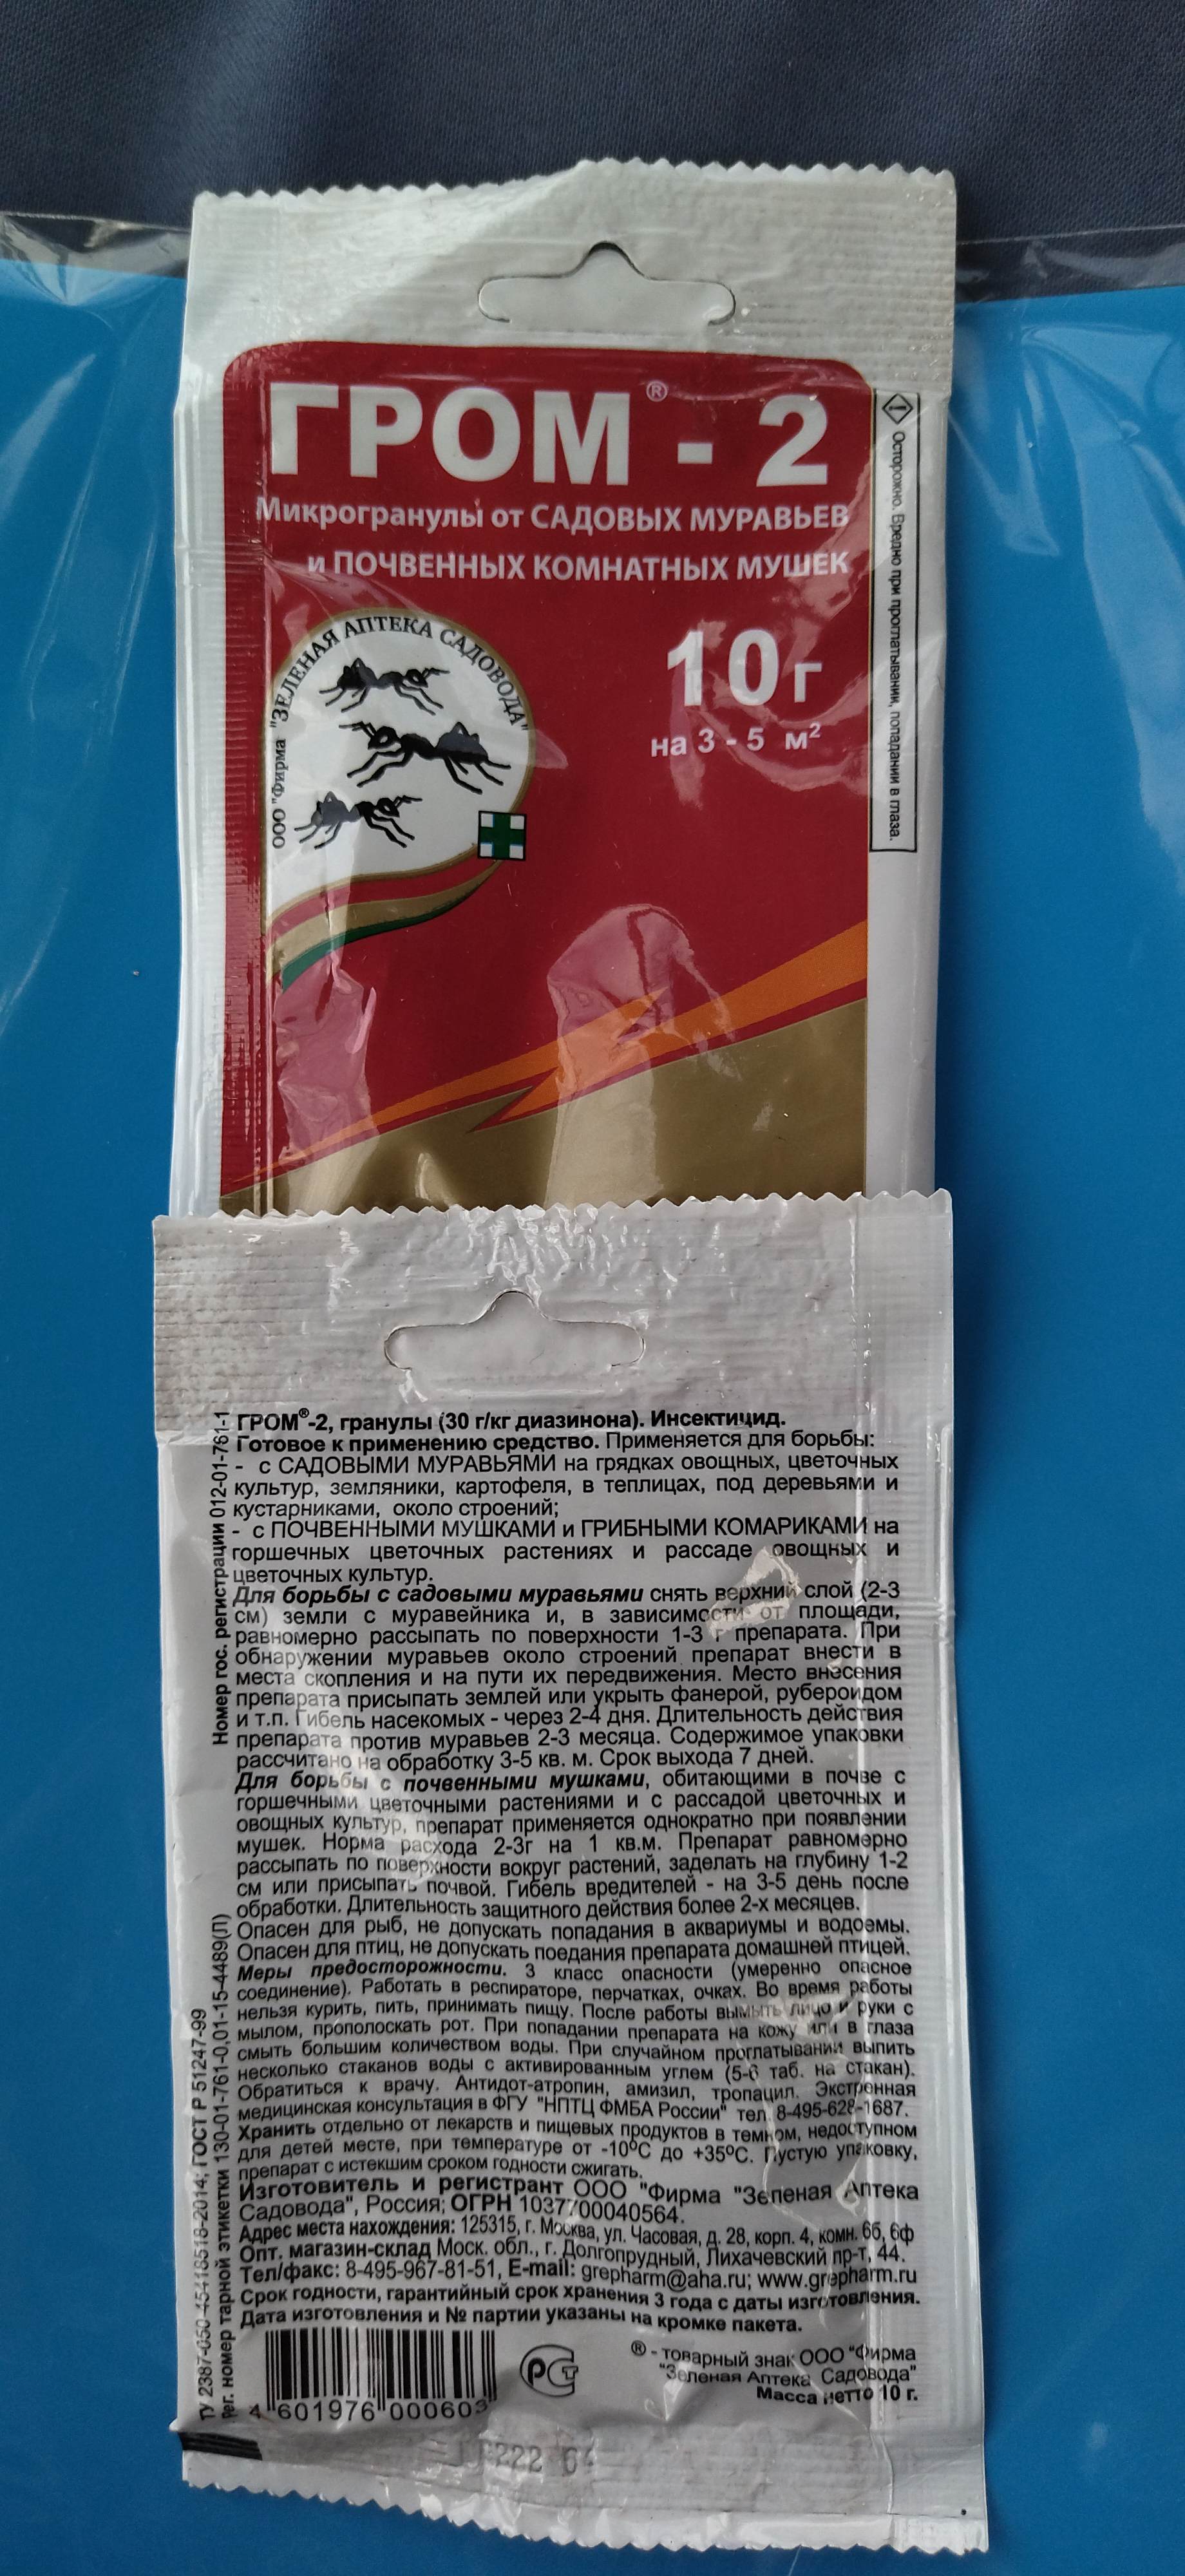 ГРОМ® - 2
Микрогранулы от САДОВЫХ МУРАВЬЕВ
и ПОЧВЕННЫХ КОМНАТНЫХ МУШЕК
ООО "Фирма "ЗЕЛЕНАЯ АПТЕКА САДОВОДА"
10 г
на 3 - 5 м²
Осторожно. Вредно при проглатывании, попадании в глаза.
ГРОМ®-2, гранулы (30 г/кг диазинона). Инсектицид.
Готовое к применению средство. Применяется для борьбы:
- с САДОВЫМИ МУРАВЬЯМИ на грядках овощных, цветочных
культур, земляники, картофеля, в теплицах, под деревьями и
кустарниками, около строений;
- с ПОЧВЕННЫМИ МУШКАМИ и ГРИБНЫМИ КОМАРИКАМИ на
горшечных цветочных растениях и рассаде овощных и
цветочных культур.
Для борьбы с садовыми муравьями снять верхний слой (2-3
см) земли с муравейника и, в зависимости от площади,
равномерно рассыпать по поверхности 1-3 г препарата. При
обнаружении муравьев около строений препарат внести в
места скопления и на пути их передвижения. Место внесения
препарата присыпать землей или укрыть фанерой, рубероидом
и т.п. Гибель насекомых - через 2-4 дня. Длительность действия
препарата против муравьев 2-3 месяца. Содержимое упаковки
рассчитано на обработку 3-5 кв. м. Срок выхода 7 дней.
Для борьбы с почвенными мушками, обитающими в почве с
горшечными цветочными растениями и с рассадой цветочных и
овощных культур, препарат применяется однократно при появлении
мушек. Норма расхода 2-3г на 1 кв.м. Препарат равномерно
рассыпать по поверхности вокруг растений, заделать на глубину 1-2
см или присыпать почвой. Гибель вредителей - на 3-5 день после
обработки. Длительность защитного действия более 2-х месяцев.
Опасен для рыб, не допускать попадания в аквариумы и водоемы.
Опасен для птиц, не допускать поедания препарата домашней птицей.
Меры предосторожности. 3 класс опасности (умеренно опасное
соединение). Работать в респираторе, перчатках, очках. Во время работы
нельзя курить, пить, принимать пищу. После работы вымыть лицо и руки с
мылом, прополоскать рот. При попадании препарата на кожу или в глаза
смыть большим количеством воды. При случайном проглатывании выпить
несколько стаканов воды с активированным углем (5-6 таб. на стакан).
Обратиться к врачу. Антидот-атропин, амизил, тропацил. Экстренная
медицинская консультация в ФГУ "НПТЦ ФМБА России" тел. 8-495-628-1687.
Хранить отдельно от лекарств и пищевых продуктов в темном, недоступном
для детей месте, при температуре от -10ºС до +35ºС. Пустую упаковку,
препарат с истекшим сроком годности сжигать.
Изготовитель и регистрант ООО "Фирма "Зеленая Аптека
Садовода", Россия; ОГРН 1037700040564.
Адрес места нахождения: 125315, г. Москва, ул. Часовая, д. 28, корп. 4, комн. 6б, 6ф
Опт. магазин-склад Моск. обл., г. Долгопрудный, Лихачевский пр-т, 44.
Тел/факс: 8-495-967-81-51, E-mail: grepharm@aha.ru; www.grepharm.ru
Срок годности, гарантийный срок хранения 3 года с даты изготовления.
Дата изготовления и № партии указаны на кромке пакета.
4 601976 000603
РСТ
® - товарный знак ООО "Фирма
"Зеленая Аптека Садовода"
Масса нетто 10 г.
Номер гос. регистрации 012-01-761-1
Рег. номер тарной этикетки 130-01-761-0,01-15-4489(Л)
ТУ 2387-050-45418518-2014; ГОСТ Р 51247-99